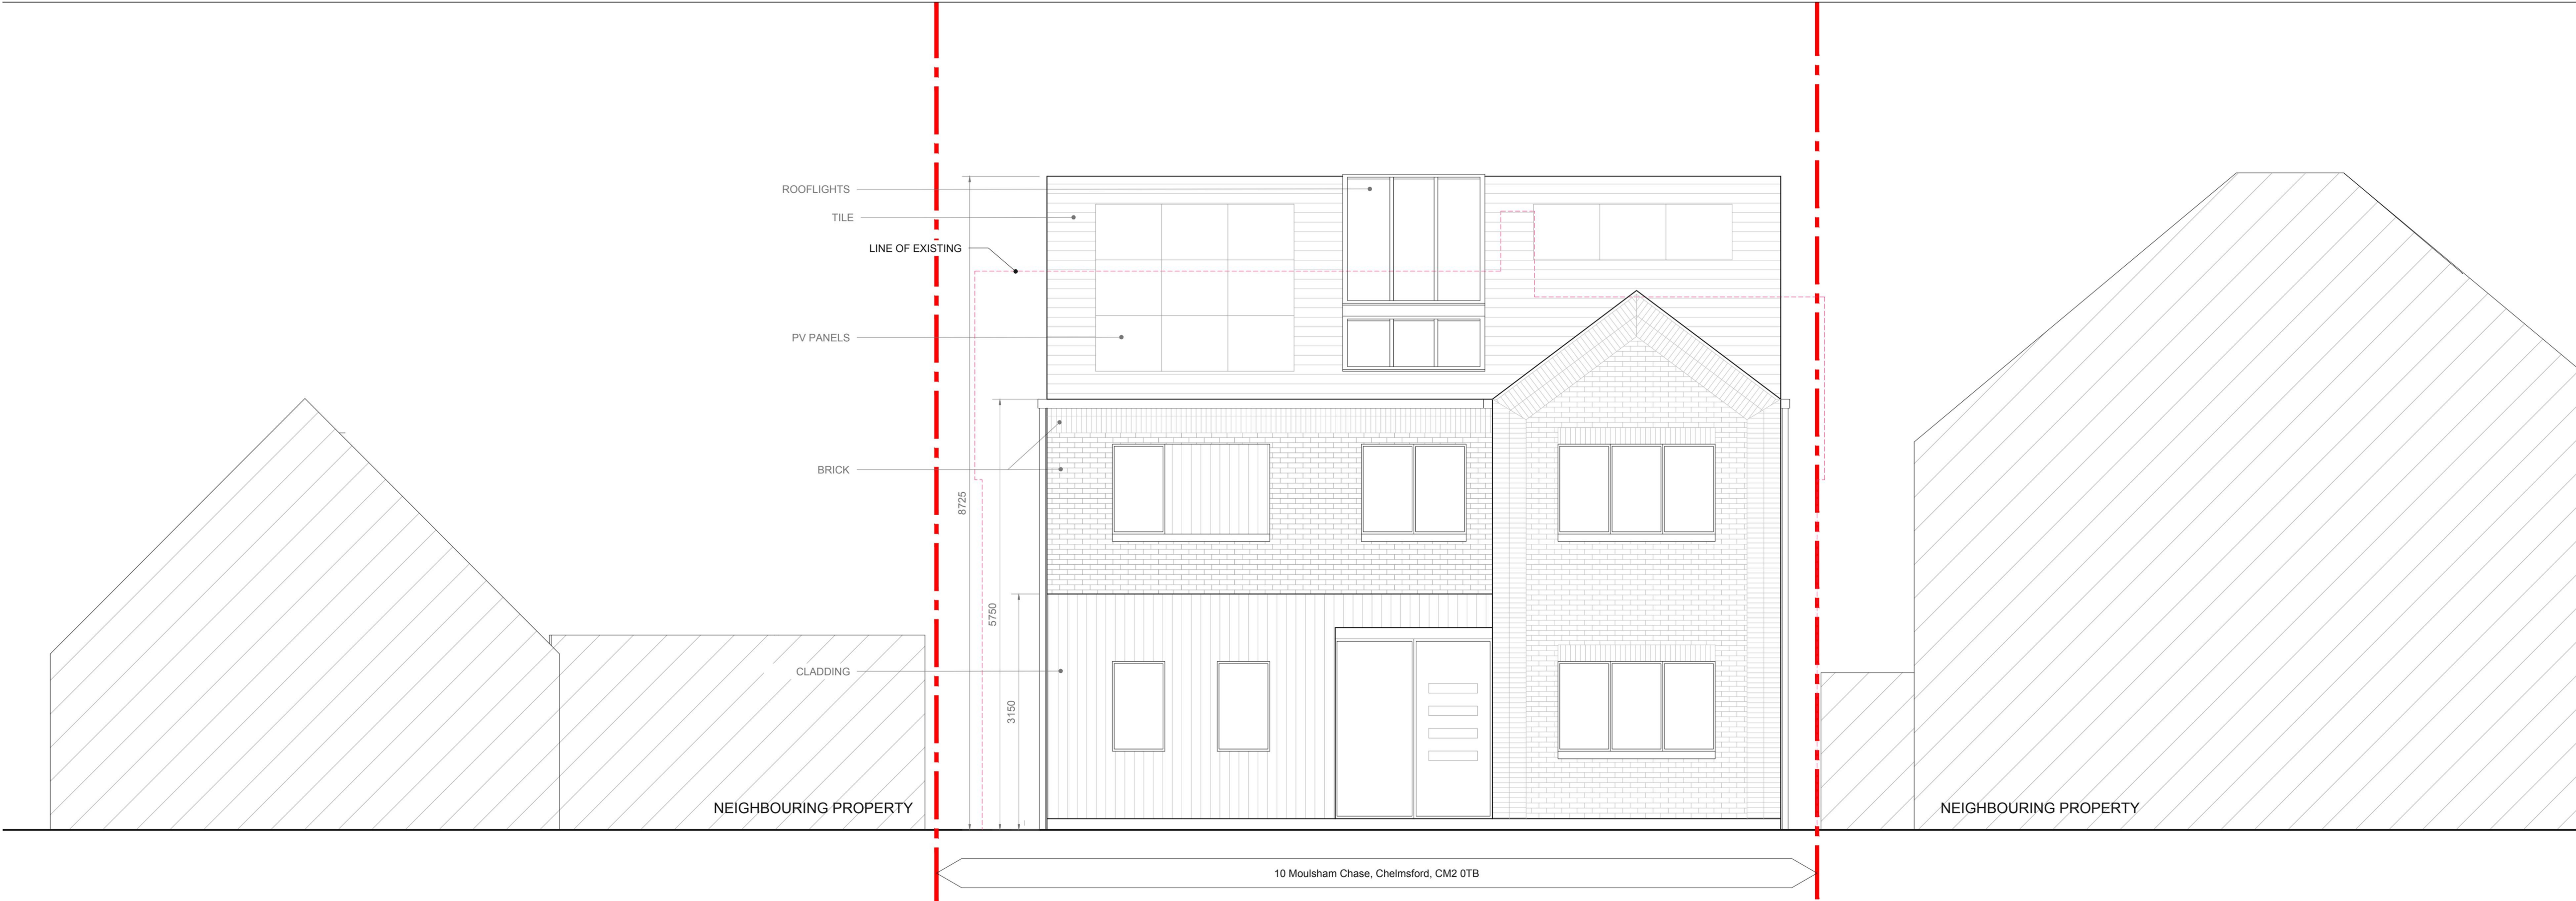 ROOFLIGHTS
TILE
LINE OF EXISTING
PV PANELS
BRICK
8725
5750
CLADDING
3150
NEIGHBOURING PROPERTY
NEIGHBOURING PROPERTY
10 Moulsham Chase, Chelmsford, CM2 0TB